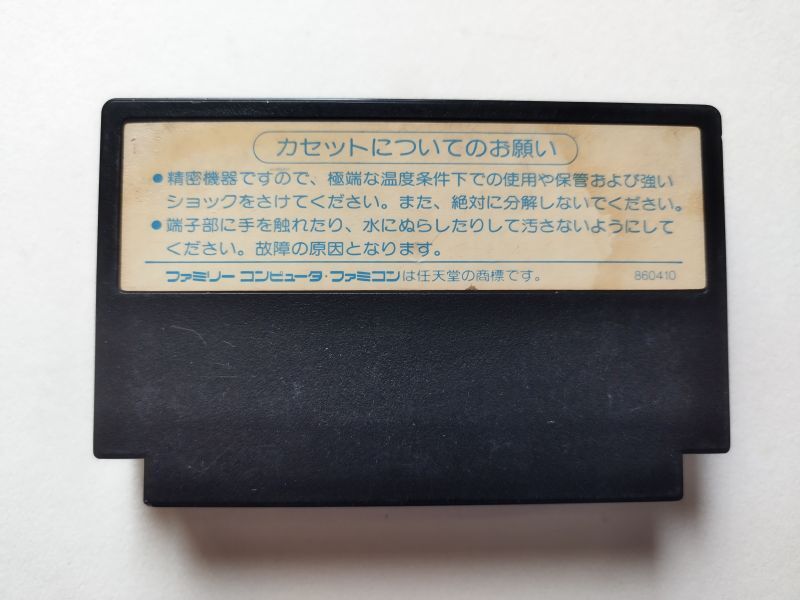 カセットについてのお願い
●精密機器ですので、極端な温度条件下での使用や保管および強い
ショックをさけてください。また、絶対に分解しないでください。
●端子部に手を触れたり、水にぬらしたりして汚さないようにして
ください。故障の原因となります。
ファミリー コンピュータ・ファミコンは任天堂の商標です。 860410